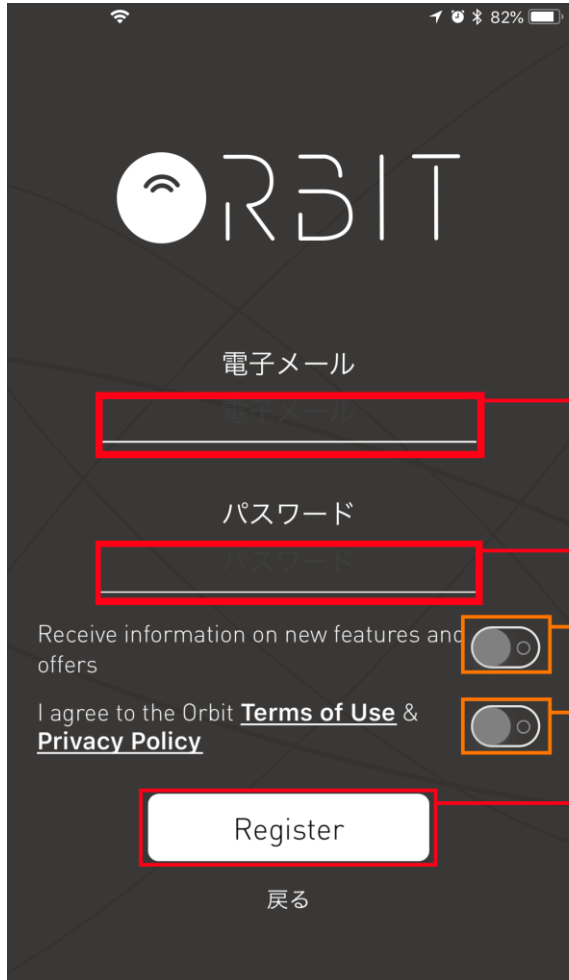 82%
ORBIT
電子メール
電子メール
パスワード
パスワード
Receive information on new features and
offers
I agree to the Orbit Terms of Use &
Privacy Policy
Register
戻る